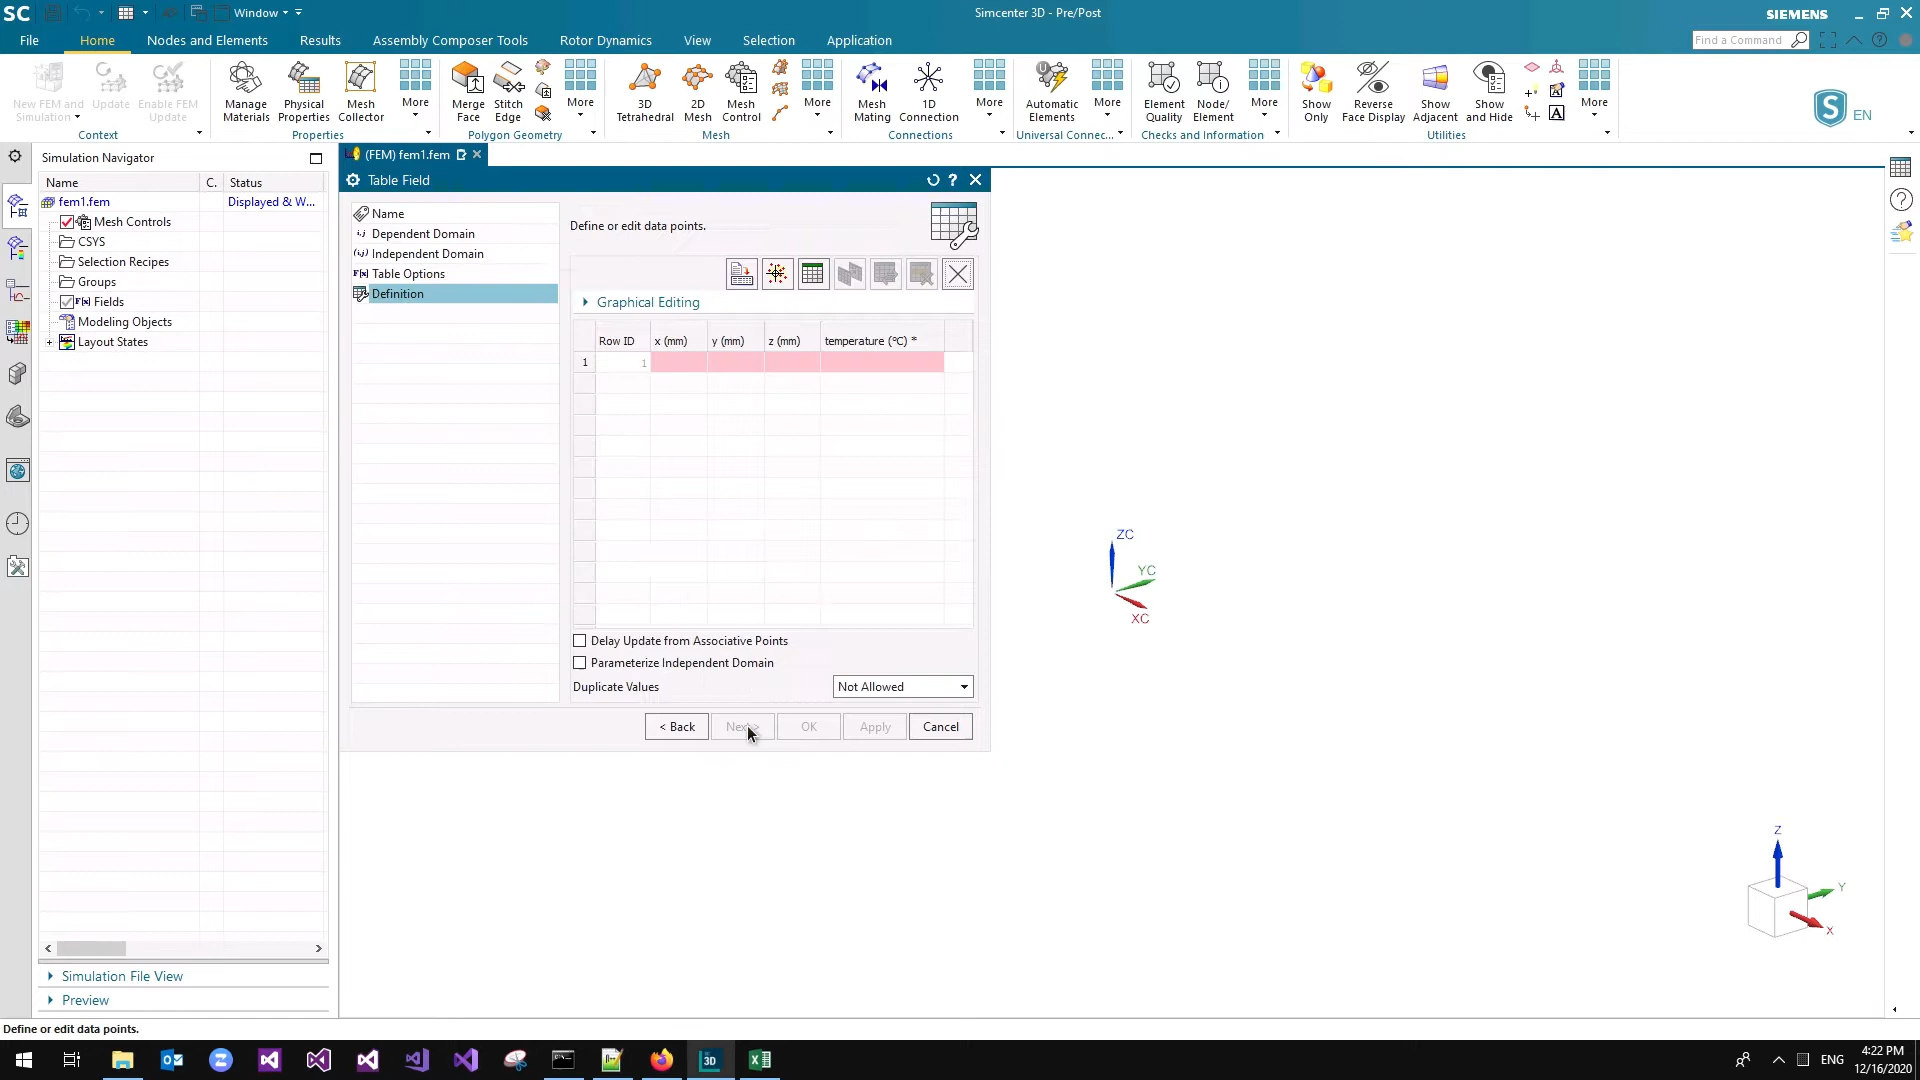 SC
Window
Simcenter 3D - Pre/Post
SIEMENS
File
Home
Nodes and Elements
Results
Assembly Composer Tools
Rotor Dynamics
View
Selection
Application
Find a Command
New FEM and Simulation
Update
Enable FEM Update
Context
Manage Materials
Physical Properties
Mesh Collector
More
Properties
Merge Face
Stitch Edge
More
Polygon Geometry
3D Tetrahedral
2D Mesh
Mesh Control
More
Mesh
Mesh Mating
1D Connection
More
Connections
Automatic Elements
More
Universal Connec...
Element Quality
Node/ Element
More
Checks and Information
Show Only
Reverse Face Display
Show Adjacent
Show and Hide
A
More
Utilities
S EN
Simulation Navigator
Name C. Status
fem1.fem Displayed & W...
Mesh Controls
CSYS
Selection Recipes
Groups
Fields
Modeling Objects
Layout States
Simulation File View
Preview
(FEM) fem1.fem
Table Field
Name
Dependent Domain
Independent Domain
Table Options
Definition
Define or edit data points.
Graphical Editing
Row ID x (mm) y (mm) z (mm) temperature (°C) *
1 1
Delay Update from Associative Points
Parameterize Independent Domain
Duplicate Values Not Allowed
< Back
OK
Apply
Cancel
ZC
YC
XC
Z
Y
X
Define or edit data points.
3D
ENG
4:22 PM
12/16/2020